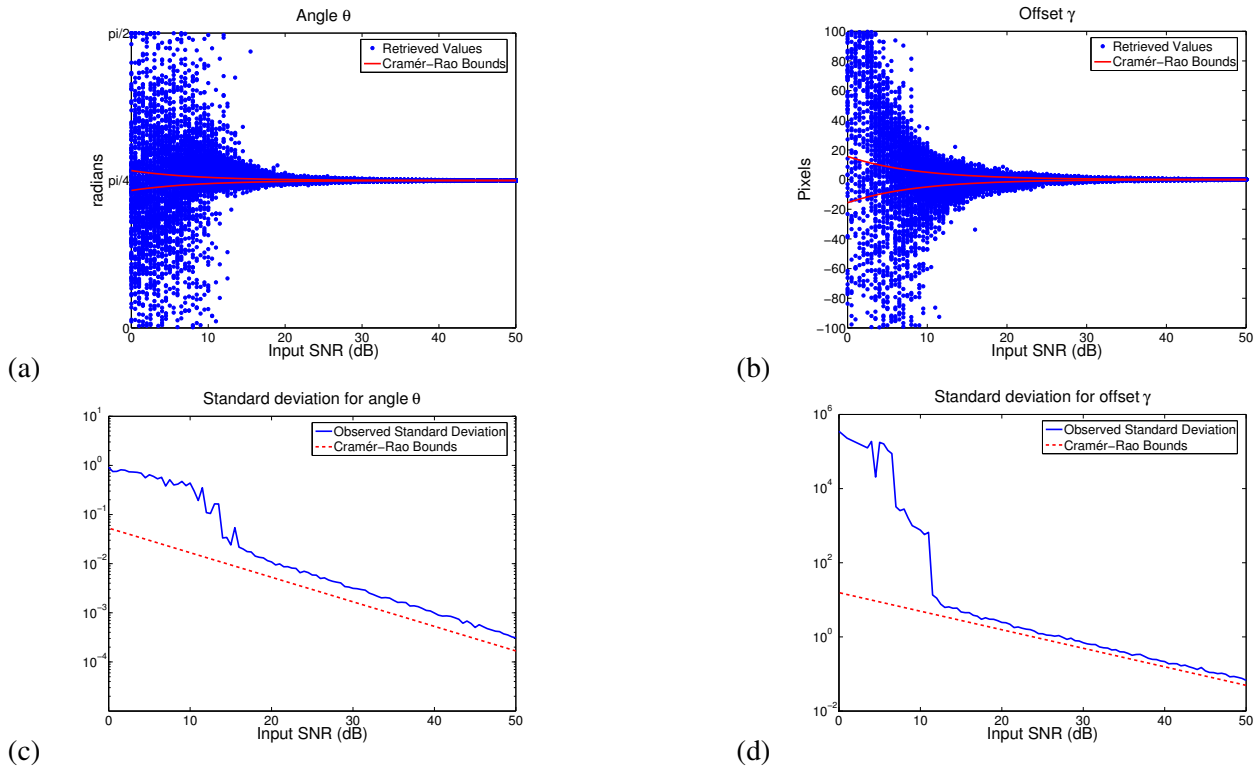 Angle θ
pi/2
pi/4
0
radians
Retrieved Values
Cramér-Rao Bounds
0 10 20 30 40 50
Input SNR (dB)
(a)
Offset γ
100
80
60
40
20
0
−20
−40
−60
−80
−100
Pixels
Retrieved Values
Cramér-Rao Bounds
0 10 20 30 40 50
Input SNR (dB)
(b)
Standard deviation for angle θ
10^1
10^0
10^−1
10^−2
10^−3
10^−4
Observed Standard Deviation
Cramér-Rao Bounds
0 10 20 30 40 50
Input SNR (dB)
(c)
Standard deviation for offset γ
10^6
10^4
10^2
10^0
10^−2
Observed Standard Deviation
Cramér-Rao Bounds
0 10 20 30 40 50
Input SNR (dB)
(d)